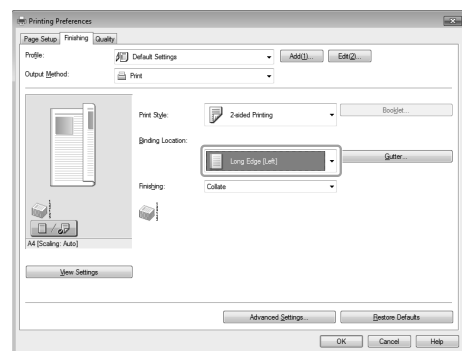 Printing Preferences
Page Setup Finishing Quality
Profile: Default Settings Add(1)... Edit(2)...
Output Method: Print
Print Style: 2-sided Printing Booklet...
Binding Location:
Long Edge [Left] Gutter...
Finishing: Collate
A4 [Scaling: Auto]
View Settings
Advanced Settings... Restore Defaults
OK Cancel Help